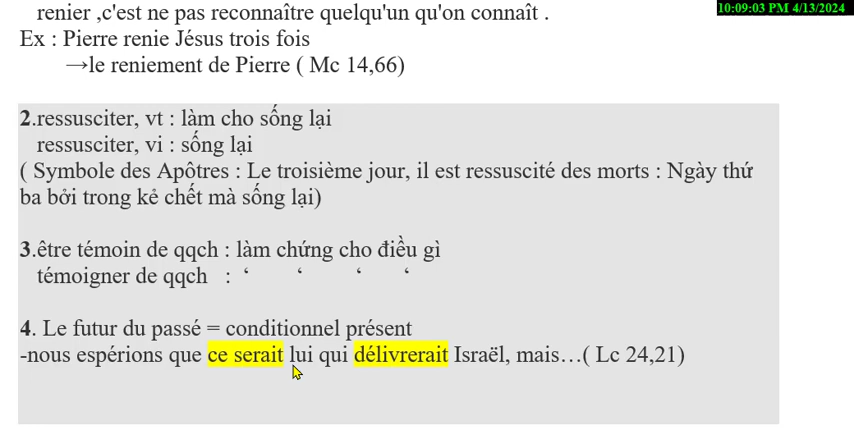 10:09:03 PM 4/13/2024
renier ,c'est ne pas reconnaître quelqu'un qu'on connaît .
Ex : Pierre renie Jésus trois fois
→le reniement de Pierre ( Mc 14,66)
2.ressusciter, vt : làm cho sống lại
ressusciter, vi : sống lại
( Symbole des Apôtres : Le troisième jour, il est ressuscité des morts : Ngày thứ
ba bởi trong kẻ chết mà sống lại)
3.être témoin de qqch : làm chứng cho điều gì
témoigner de qqch : ‘ ‘ ‘ ‘
4. Le futur du passé = conditionnel présent
-nous espérions que ce serait lui qui délivrerait Israël, mais…( Lc 24,21)